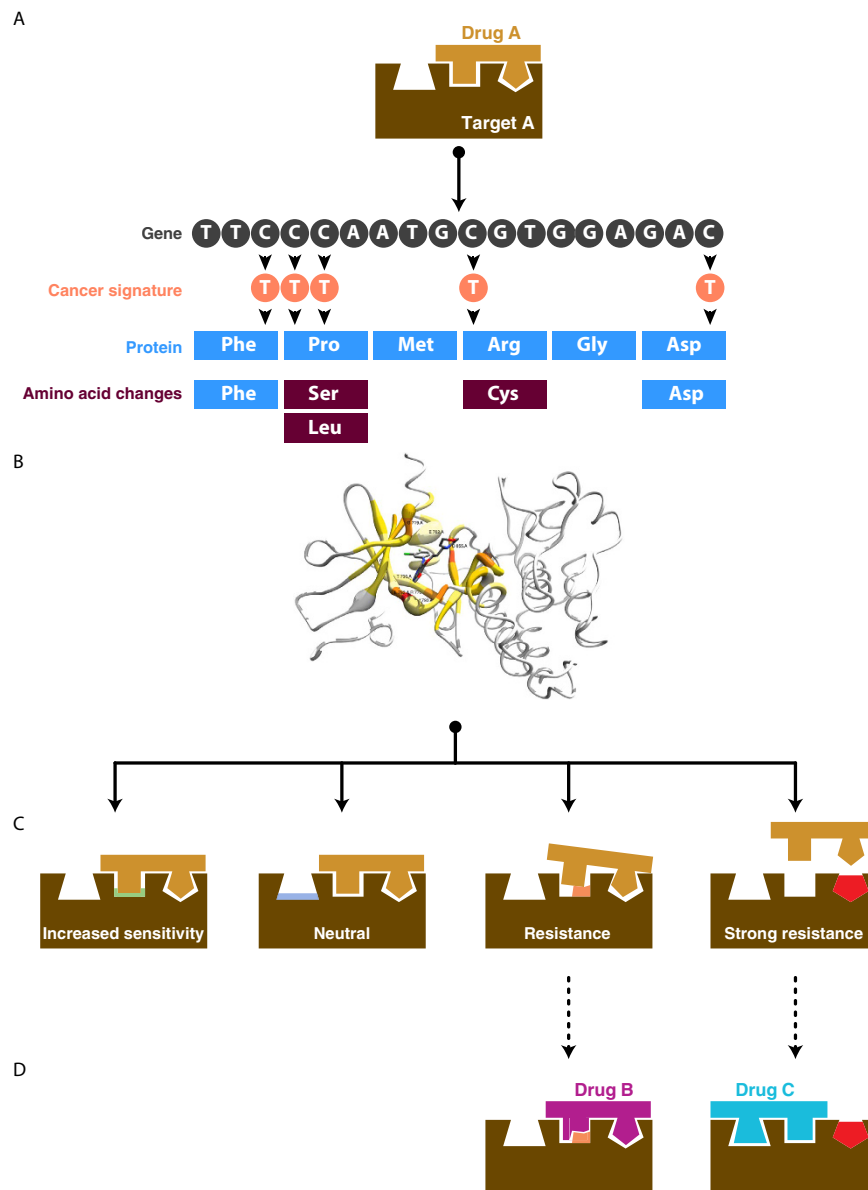 A
Drug A
Target A
Gene T T C C C A A T G C G T G G A G A C
Cancer signature T T T T T
Protein Phe Pro Met Arg Gly Asp
Amino acid changes Phe Ser Cys Asp
Leu
B
C
Increased sensitivity Neutral Resistance Strong resistance
D
Drug B Drug C